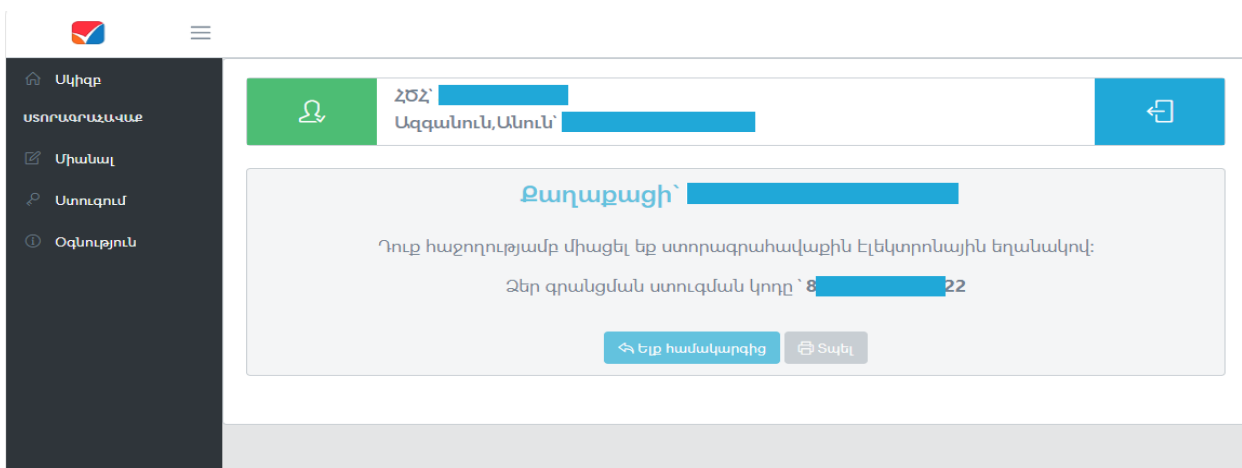 Սկիզբ
ՍՏՈՐԱԳՐԱՀԱՎԱՔ
Միանալ
Ստուգում
Օգնություն
ՀԾՀ՝
Ազգանուն,Անուն՝
Քաղաքացի՝
Դուք հաջողությամբ միացել եք ստորագրահավաքին էլեկտրոնային եղանակով:
Ձեր գրանցման ստուգման կոդը ՝ 8 22
Ելք համակարգից
Տպել